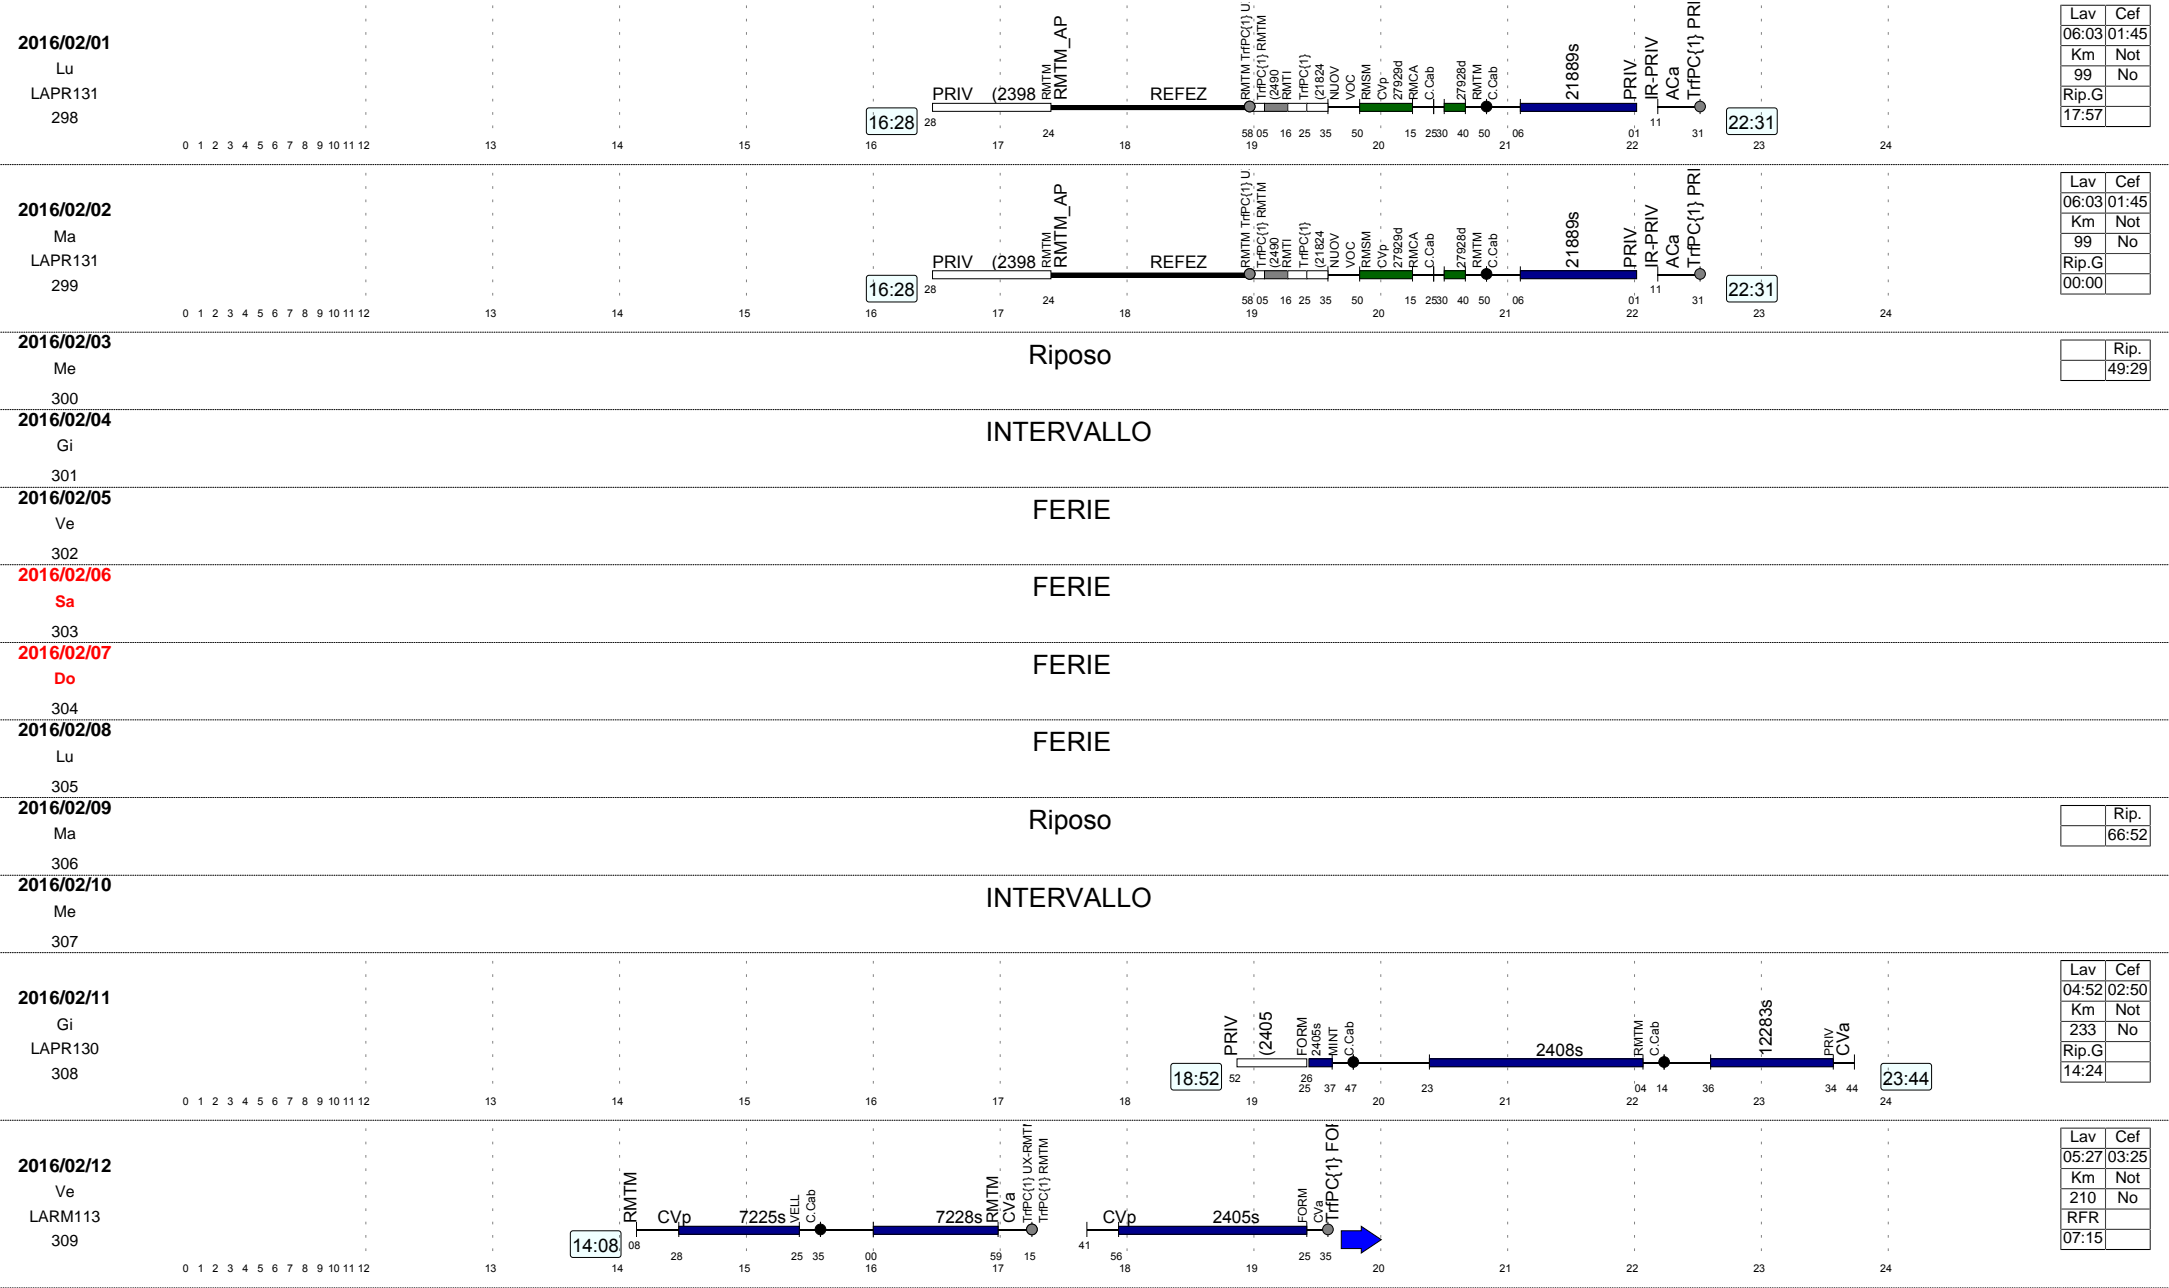 2016/02/01
Lu
LAPR131
298
16:28
PRIV (2398 RMTM RMTM_AP REFEZ RMTM TrfPC{1} U. TrfPC{1} RMTM (2490 RMTI TrfPC{1} (21824 NUOV VOC RMSM CVp 27929d RMCA C.Cab 27928d RMTM C.Cab 21889s PRIV IR-PRIV ACa TrfPC{1} PRI
28 24 58 05 16 25 35 50 15 25 30 40 50 06 01 11 31
22:31
0 1 2 3 4 5 6 7 8 9 10 11 12 13 14 15 16 17 18 19 20 21 22 23 24
Lav Cef
06:03 01:45
Km Not
99 No
Rip.G
17:57
2016/02/02
Ma
LAPR131
299
16:28
PRIV (2398 RMTM RMTM_AP REFEZ RMTM TrfPC{1} U. TrfPC{1} RMTM (2490 RMTI TrfPC{1} (21824 NUOV VOC RMSM CVp 27929d RMCA C.Cab 27928d RMTM C.Cab 21889s PRIV IR-PRIV ACa TrfPC{1} PRI
28 24 58 05 16 25 35 50 15 25 30 40 50 06 01 11 31
22:31
0 1 2 3 4 5 6 7 8 9 10 11 12 13 14 15 16 17 18 19 20 21 22 23 24
Lav Cef
06:03 01:45
Km Not
99 No
Rip.G
00:00
2016/02/03
Me
300
Riposo
Rip.
49:29
2016/02/04
Gi
301
INTERVALLO
2016/02/05
Ve
302
FERIE
2016/02/06
Sa
303
FERIE
2016/02/07
Do
304
FERIE
2016/02/08
Lu
305
FERIE
2016/02/09
Ma
306
Riposo
Rip.
66:52
2016/02/10
Me
307
INTERVALLO
2016/02/11
Gi
LAPR130
308
18:52
PRIV (2405 FORM 2405s MINT C.Cab 2408s RMTM C.Cab 12283s PRIV CVa
52 26 25 37 47 23 04 14 36 34 44
23:44
0 1 2 3 4 5 6 7 8 9 10 11 12 13 14 15 16 17 18 19 20 21 22 23 24
Lav Cef
04:52 02:50
Km Not
233 No
Rip.G
14:24
2016/02/12
Ve
LARM113
309
14:08
RMTM CVp 7225s VELL C.Cab 7228s RMTM CVa TrfPC{1} UX-RMTM TrfPC{1} RMTM CVp 2405s FORM CVa TrfPC{1} FOR
08 28 25 35 00 59 15 41 56 25 35
0 1 2 3 4 5 6 7 8 9 10 11 12 13 14 15 16 17 18 19 20 21 22 23 24
Lav Cef
05:27 03:25
Km Not
210 No
RFR
07:15